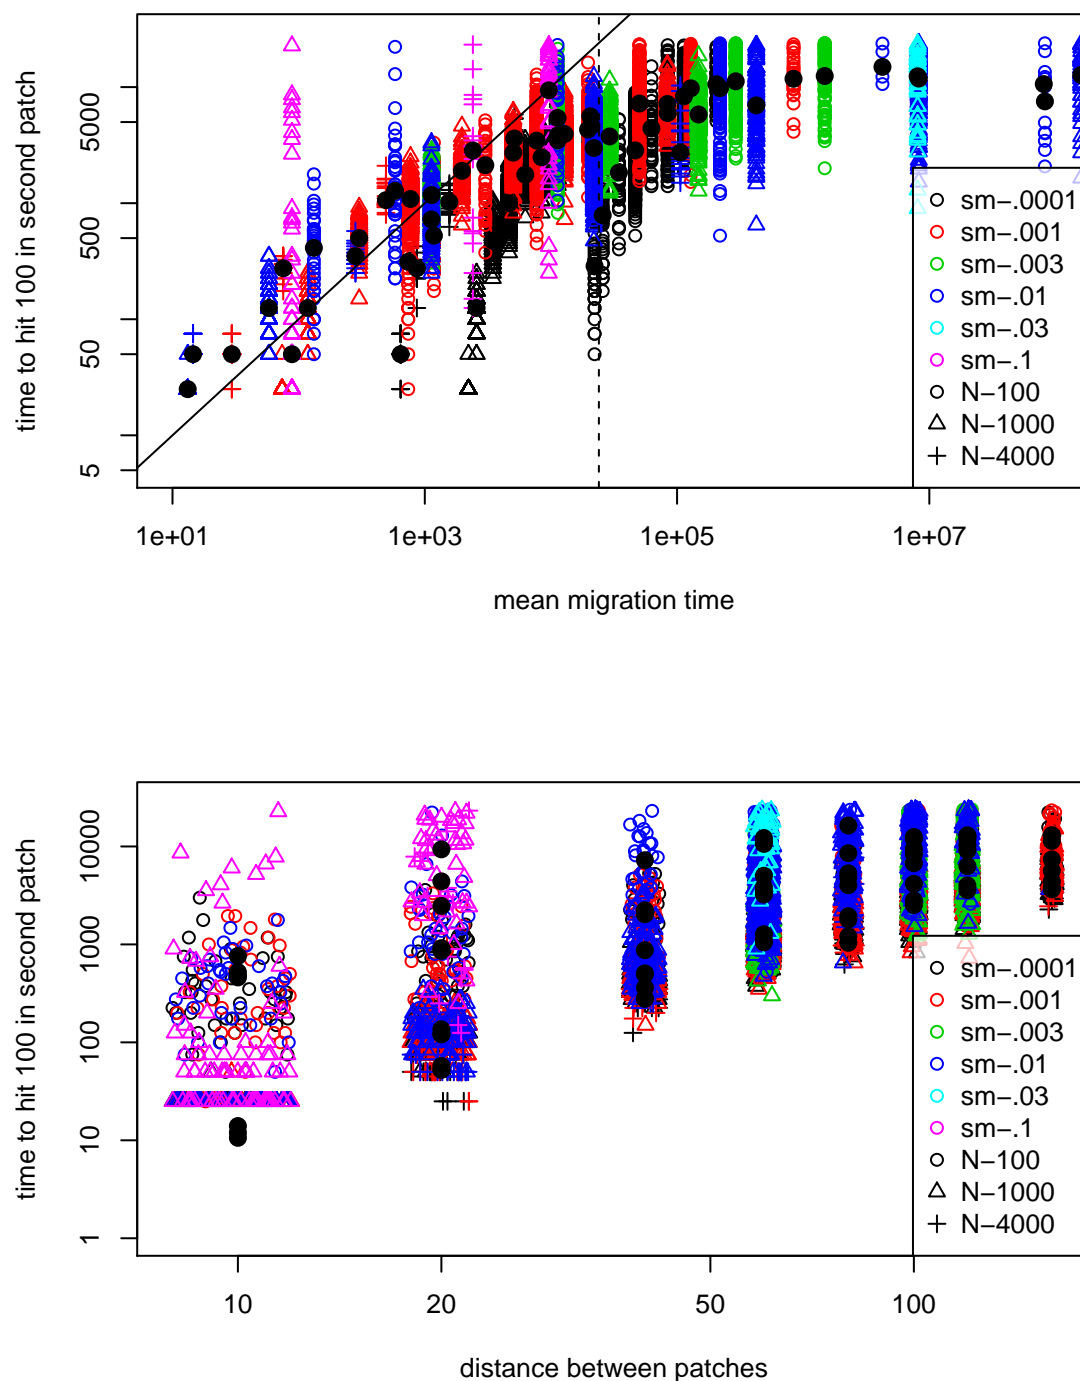 time to hit 100 in second patch
5000
500
50
5
1e+01
1e+03
1e+05
1e+07
mean migration time
sm-.0001
sm-.001
sm-.003
sm-.01
sm-.03
sm-.1
N-100
N-1000
N-4000
time to hit 100 in second patch
10000
1000
100
10
1
10
20
50
100
distance between patches
sm-.0001
sm-.001
sm-.003
sm-.01
sm-.03
sm-.1
N-100
N-1000
N-4000